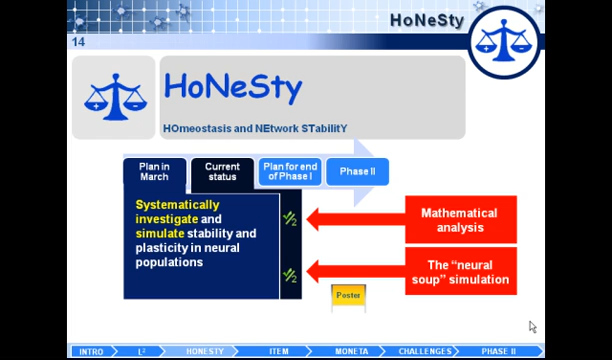 HoNeSty
14
HoNeSty
HOmeostasis and NEtwork STabilitY
Plan in
March
Current
status
Plan for end
of Phase I
Phase II
Systematically
investigate and
simulate stability and
plasticity in neural
populations
√/2
√/2
Mathematical
analysis
The “neural
soup” simulation
Poster
INTRO
L²
HONESTY
ITEM
MONETA
CHALLENGES
PHASE II